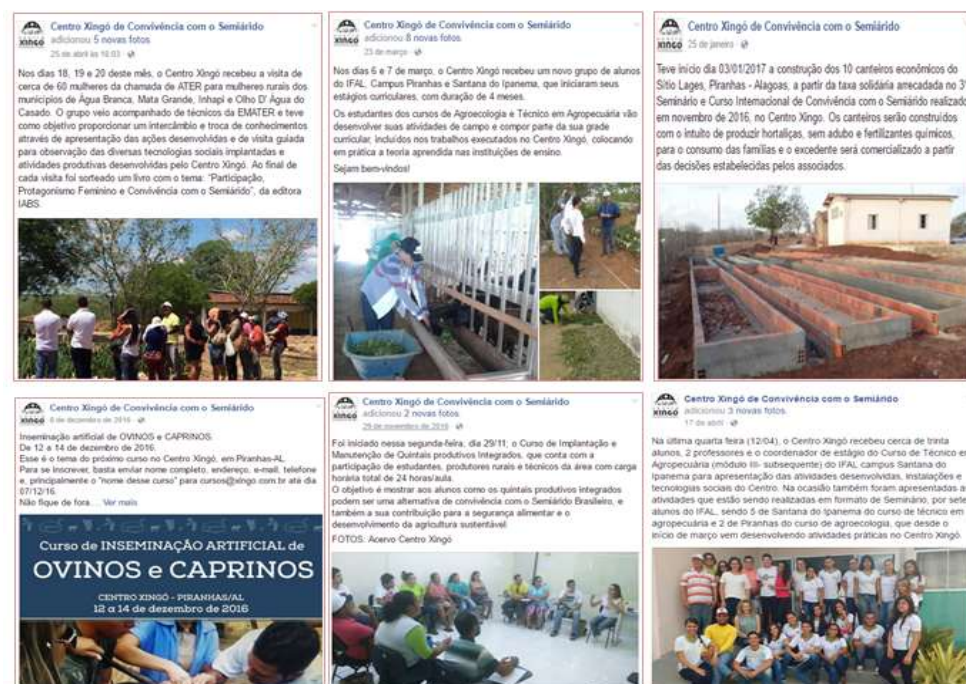 Centro Xingó de Convivência com o Semiárido
adicionou 5 novas fotos.
25 de abril às 16:03
XINGÓ
Nos dias 18, 19 e 20 deste mês, o Centro Xingó recebeu a visita de
cerca de 60 mulheres da chamada de ATER para mulheres rurais dos
municípios de Água Branca, Mata Grande, Inhapi e Olho D' Água do
Casado. O grupo veio acompanhado de técnicos da EMATER e teve
como objetivo proporcionar um intercâmbio e troca de conhecimentos
através de apresentação das ações desenvolvidas e de visita guiada
para observação das diversas tecnologias sociais implantadas e
atividades produtivas desenvolvidas pelo Centro Xingó. Ao final de
cada visita foi sorteado um livro com o tema: "Participação,
Protagonismo Feminino e Convivência com o Semiárido", da editora
IABS.
Centro Xingó de Convivência com o Semiárido
adicionou 8 novas fotos.
23 de março
XINGÓ
Nos dias 6 e 7 de março, o Centro Xingó recebeu um novo grupo de alunos
do IFAL, Campus Piranhas e Santana do Ipanema, que iniciaram seus
estágios curriculares, com duração de 4 meses.
Os estudantes dos cursos de Agroecologia e Técnico em Agropecuária vão
desenvolver suas atividades de campo e compor parte da sua grade
curricular, incluídos nos trabalhos executados no Centro Xingó, colocando
em prática a teoria aprendida nas instituições de ensino.
Sejam bem-vindos!
Centro Xingó de Convivência com o Semiárido
25 de janeiro
XINGÓ
Teve início dia 03/01/2017 a construção dos 10 canteiros econômicos do
Sítio Lages, Piranhas - Alagoas, a partir da taxa solidária arrecadada no 3º
Seminário e Curso Internacional de Convivência com o Semiárido realizado
em novembro de 2016, no Centro Xingo. Os canteiros serão construídos
com o intuito de produzir hortaliças, sem adubo e fertilizantes químicos,
para o consumo das famílias e o excedente será comercializado a partir
das decisões estabelecidas pelos associados.
Centro Xingó de Convivência com o Semiárido
6 de dezembro de 2016
XINGÓ
Inseminação artificial de OVINOS e CAPRINOS.
De 12 a 14 de dezembro de 2016.
Esse é o tema do próximo curso no Centro Xingó, em Piranhas-AL.
Para se inscrever, basta enviar nome completo, endereço, e-mail, telefone
e, principalmente o "nome desse curso" para cursos@xingo.com.br até dia
07/12/16.
Não fique de fora... Ver mais
Curso de INSEMINAÇÃO ARTIFICIAL de
OVINOS e CAPRINOS
CENTRO XINGÓ - PIRANHAS/AL
12 a 14 de dezembro de 2016
Centro Xingó de Convivência com o Semiárido
adicionou 2 novas fotos.
29 de novembro de 2016
XINGÓ
Foi iniciado nessa segunda-feira, dia 29/11, o Curso de Implantação e
Manutenção de Quintais produtivos Integrados, que conta com a
participação de estudantes, produtores rurais e técnicos da área com carga
horária total de 24 horas/aula.
O objetivo é mostrar aos alunos como os quintais produtivos integrados
podem ser uma alternativa de convivência com o Semiárido Brasileiro, e
também a sua contribuição para a segurança alimentar e o
desenvolvimento da agricultura sustentável.
FOTOS: Acervo Centro Xingó
Centro Xingó de Convivência com o Semiárido
adicionou 3 novas fotos.
17 de abril
XINGÓ
Na última quarta feira (12/04), o Centro Xingó recebeu cerca de trinta
alunos, 2 professores e o coordenador de estágio do Curso de Técnico em
Agropecuária (módulo III- subsequente) do IFAL, campus Santana do
Ipanema para apresentação das atividades desenvolvidas, instalações e
tecnologias sociais do Centro. Na ocasião também foram apresentadas as
atividades que estão sendo realizadas em formato de Seminário, por sete
alunos do IFAL, sendo 5 de Santana do Ipanema do curso de técnico em
agropecuária e 2 de Piranhas do curso de agroecologia, que desde o
início de março vem desenvolvendo atividades práticas no Centro Xingó.